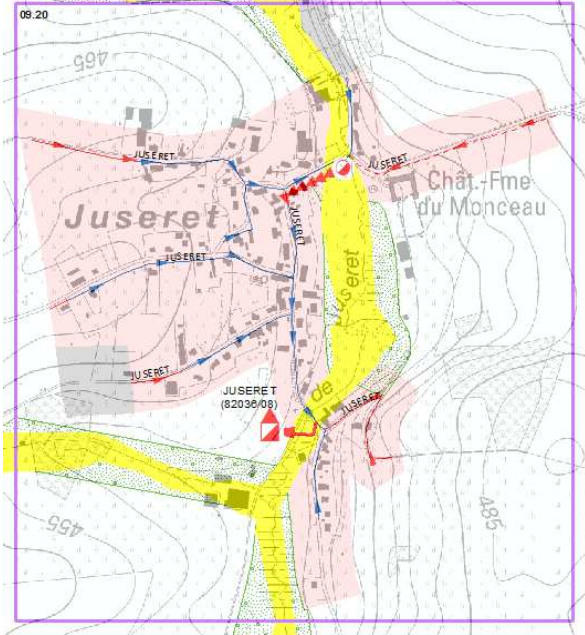 09.20
465
JUSERET
JUSERET
Chât.-Fme
du Monceau
Juseret
JUSERET
JUSERET
Juseret
JUSERET
de
JUSERET
(82036/08)
JUSERET
455
485